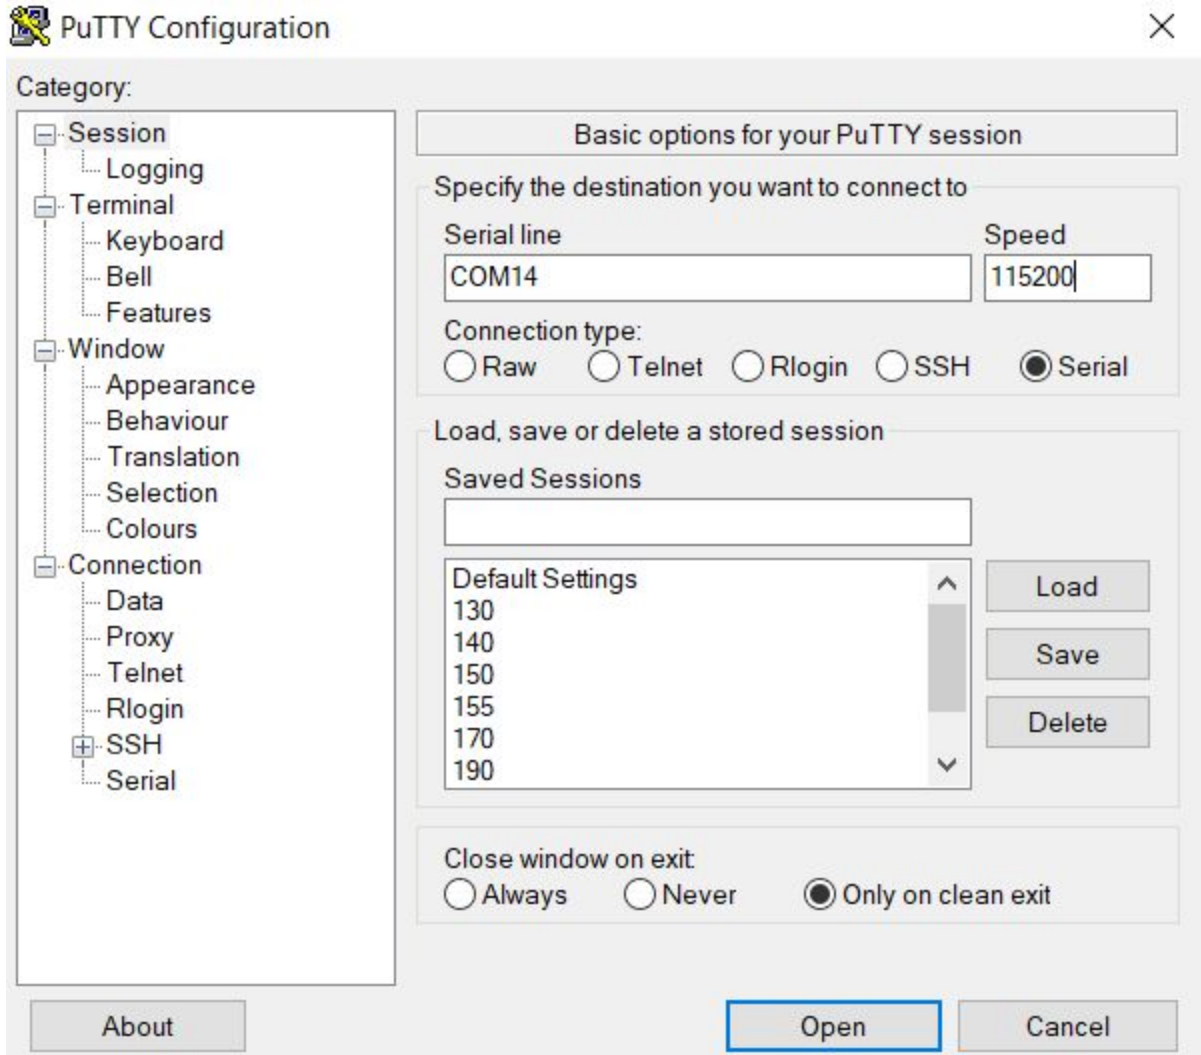 PuTTY Configuration
Category:
Session
Logging
Terminal
Keyboard
Bell
Features
Window
Appearance
Behaviour
Translation
Selection
Colours
Connection
Data
Proxy
Telnet
Rlogin
SSH
Serial
Basic options for your PuTTY session
Specify the destination you want to connect to
Serial line Speed
COM14 115200
Connection type:
Raw Telnet Rlogin SSH Serial
Load, save or delete a stored session
Saved Sessions
Default Settings
130
140
150
155
170
190
Load
Save
Delete
Close window on exit:
Always Never Only on clean exit
About Open Cancel